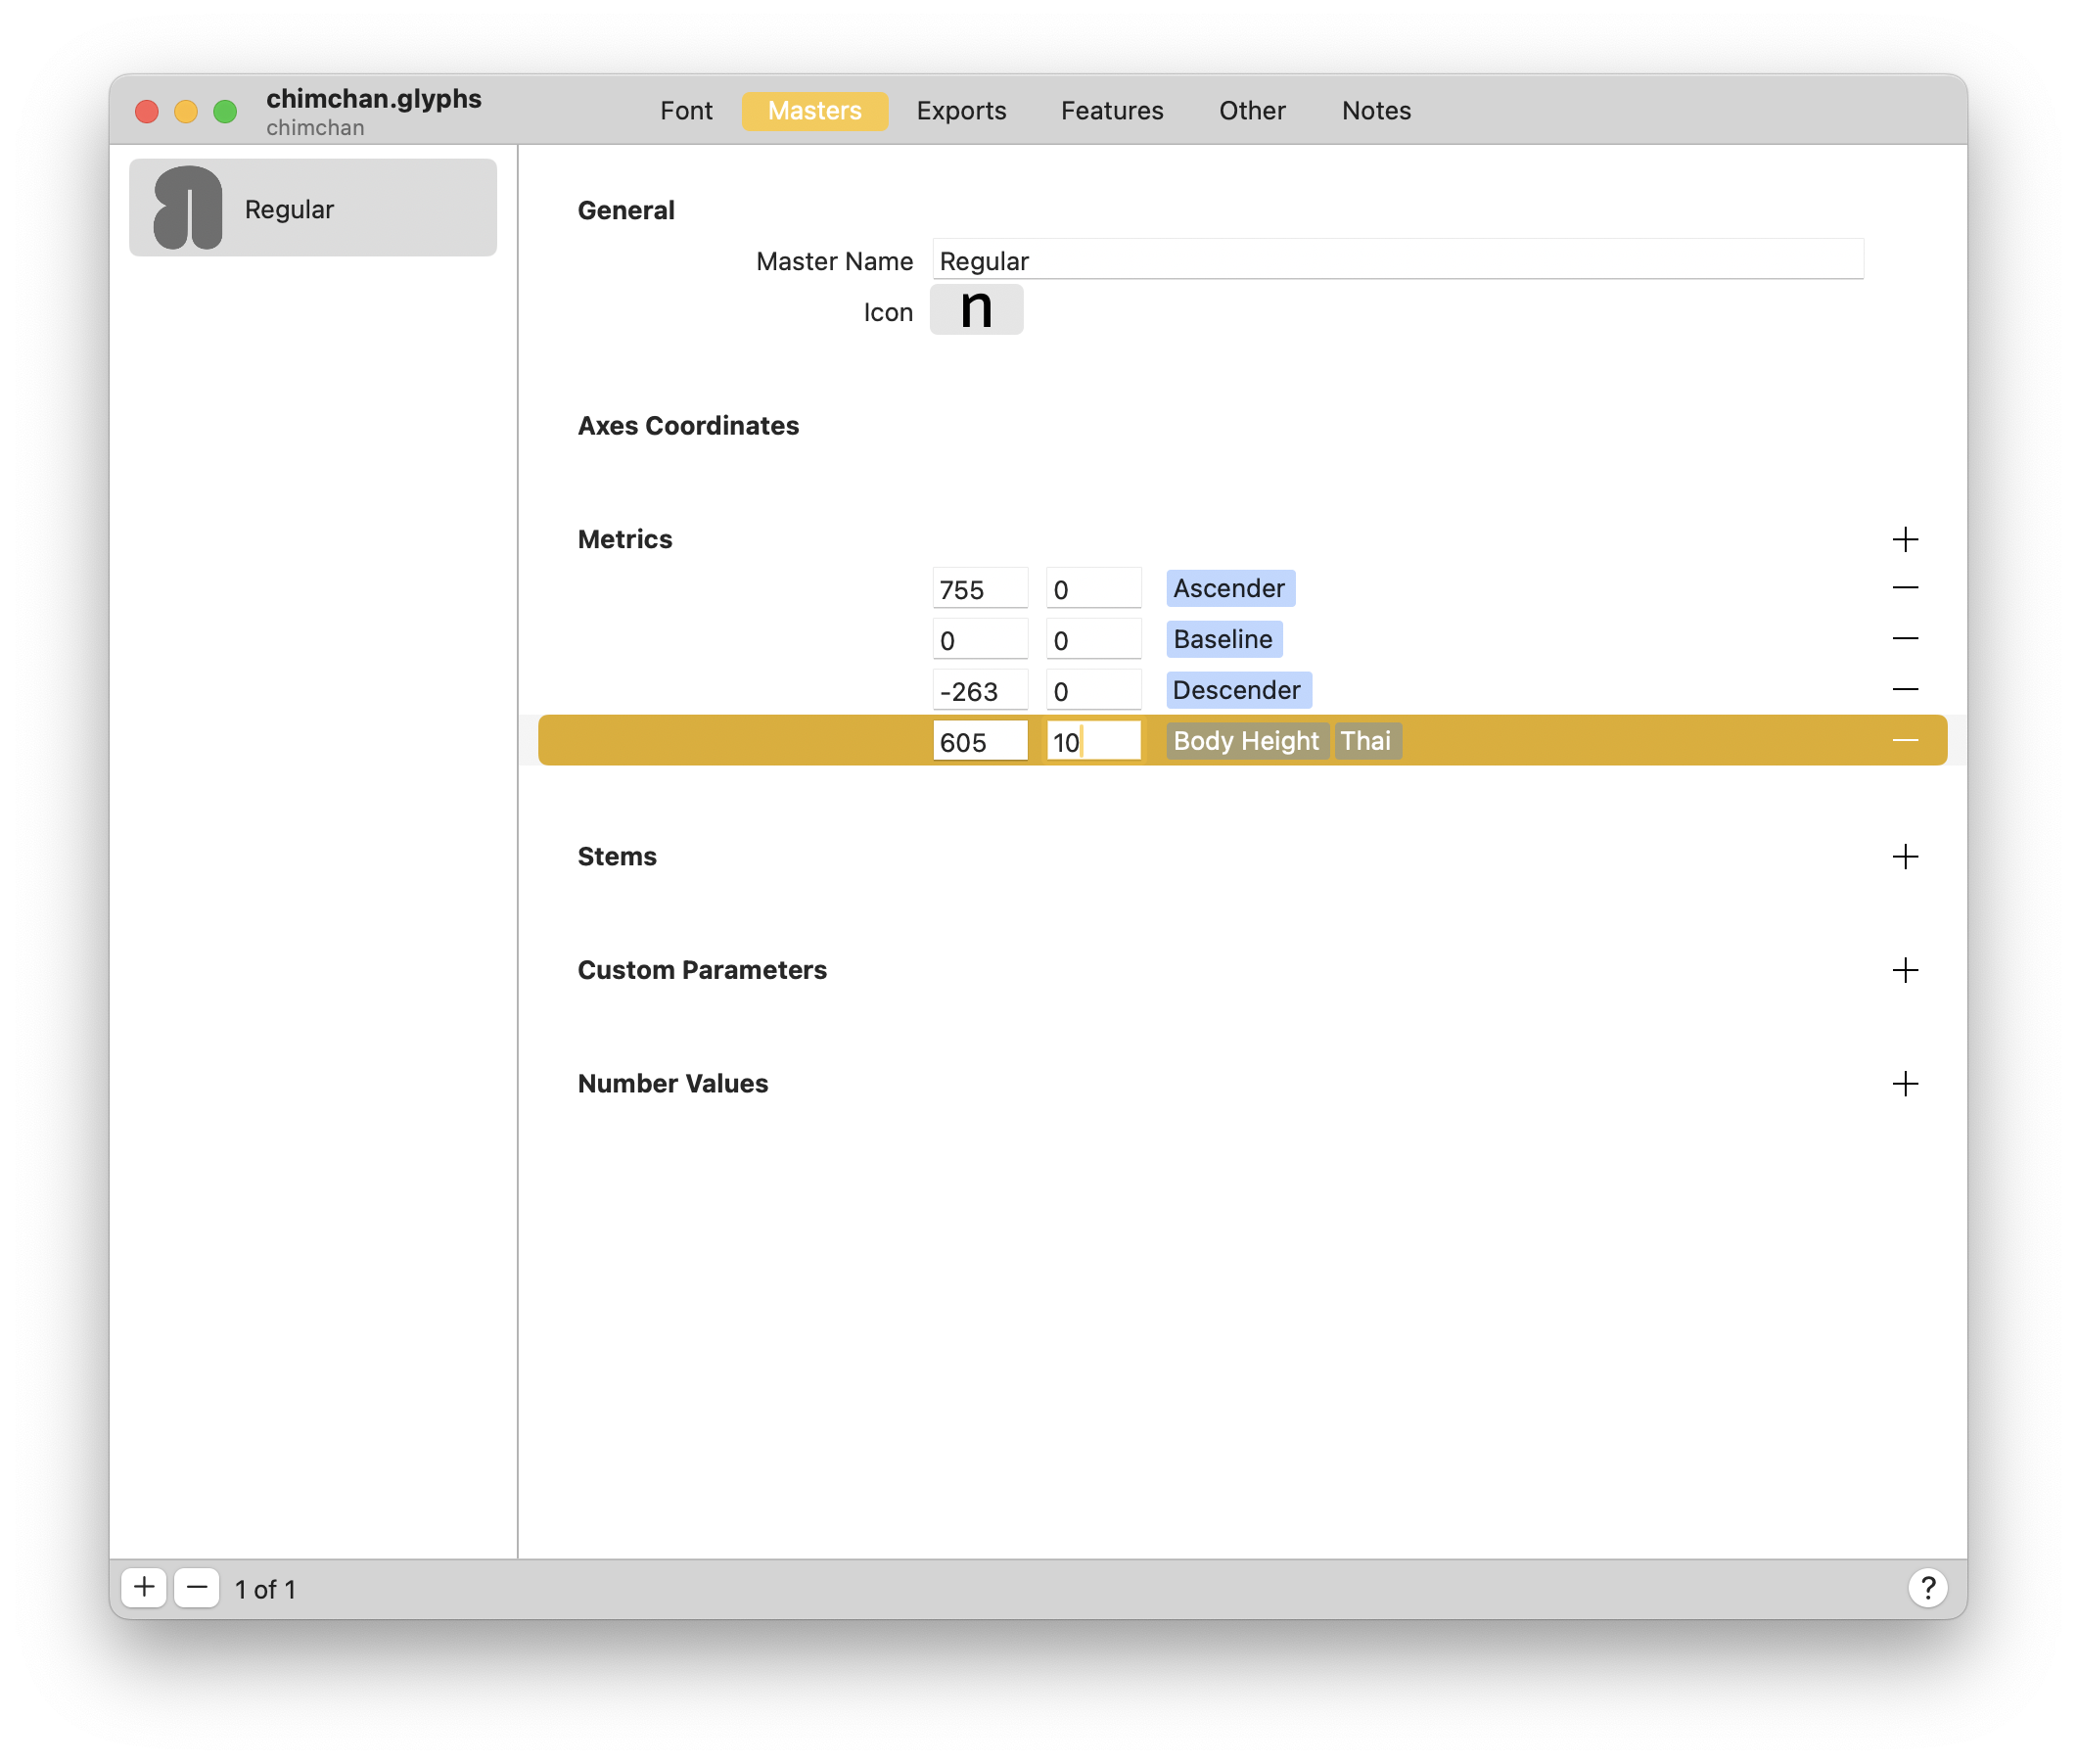 chimchan.glyphs
chimchan
Font Masters Exports Features Other Notes
Regular
General
Master Name Regular
Icon n
Axes Coordinates
Metrics
755 0 Ascender
0 0 Baseline
-263 0 Descender
605 10 Body Height Thai
Stems
Custom Parameters
Number Values
1 of 1
?